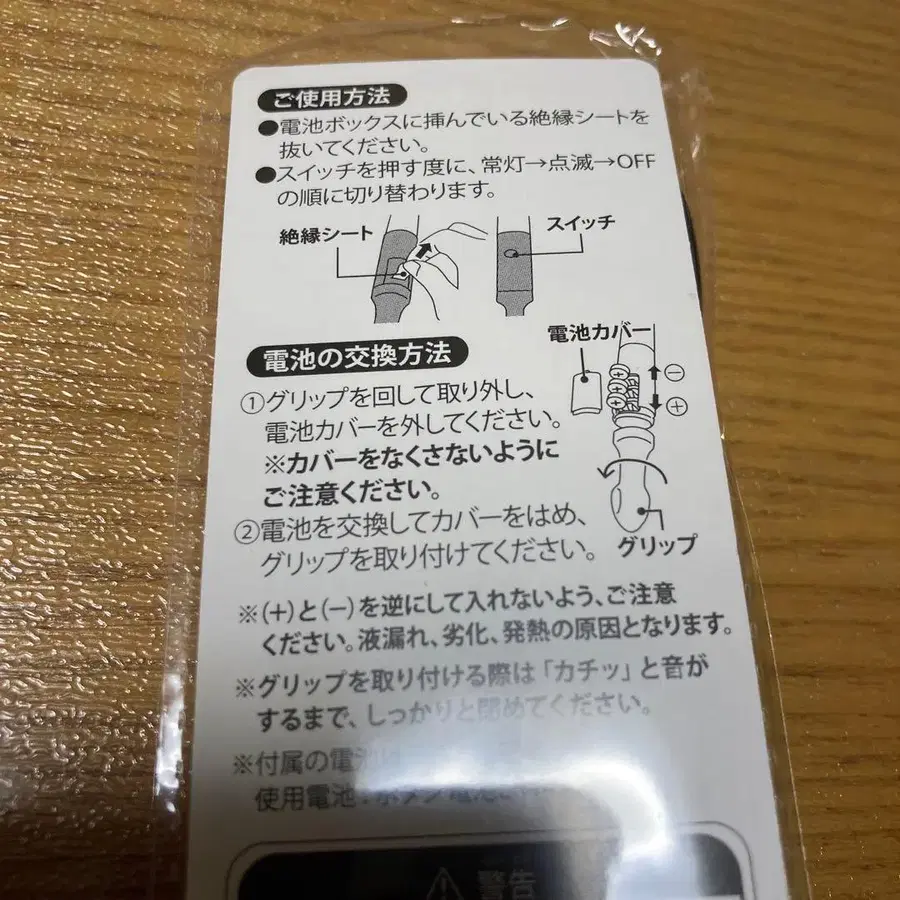 ご使用方法
●電池ボックスに挿んでいる絶縁シートを
抜いてください。
●スイッチを押す度に、常灯→点滅→OFF
の順に切り替わります。
絶縁シート
スイッチ
電池カバー
電池の交換方法
①グリップを回して取り外し、
電池カバーを外してください。
※カバーをなくさないように
ご注意ください。
②電池を交換してカバーをはめ、
グリップを取り付けてください。
グリップ
※(+)と(−)を逆にして入れないよう、ご注意
ください。液漏れ、劣化、発熱の原因となります。
※グリップを取り付ける際は「カチッ」と音が
するまで、しっかりと閉めてください。
※付属の電池は
使用電池:ボタン電池
警告